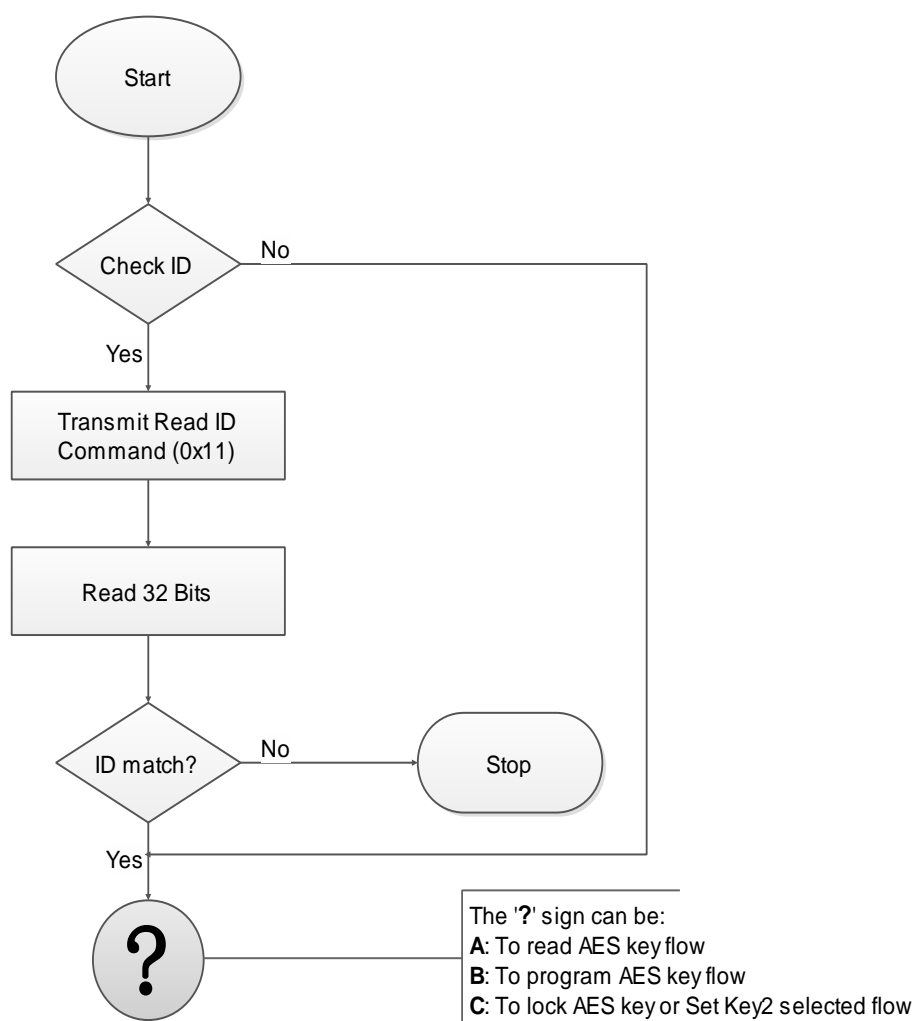 Start
Check ID
No
Yes
Transmit Read ID
Command (0x11)
Read 32 Bits
ID match?
No
Stop
Yes
?
The '?' sign can be:
A: To read AES key flow
B: To program AES key flow
C: To lock AES key or Set Key2 selected flow